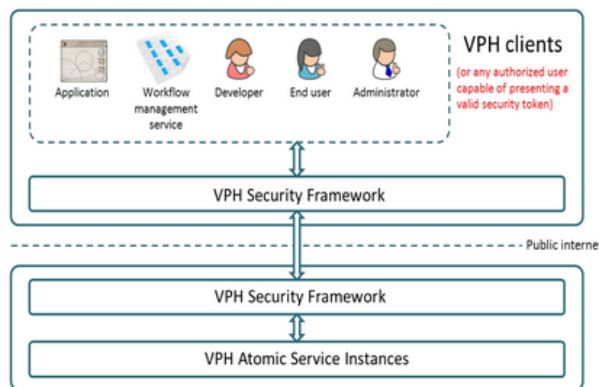 VPH clients
(or any authorized user
capable of presenting a
valid security token)
Application
Workflow
management
service
Developer
End user
Administrator
VPH Security Framework
Public internet
VPH Security Framework
VPH Atomic Service Instances